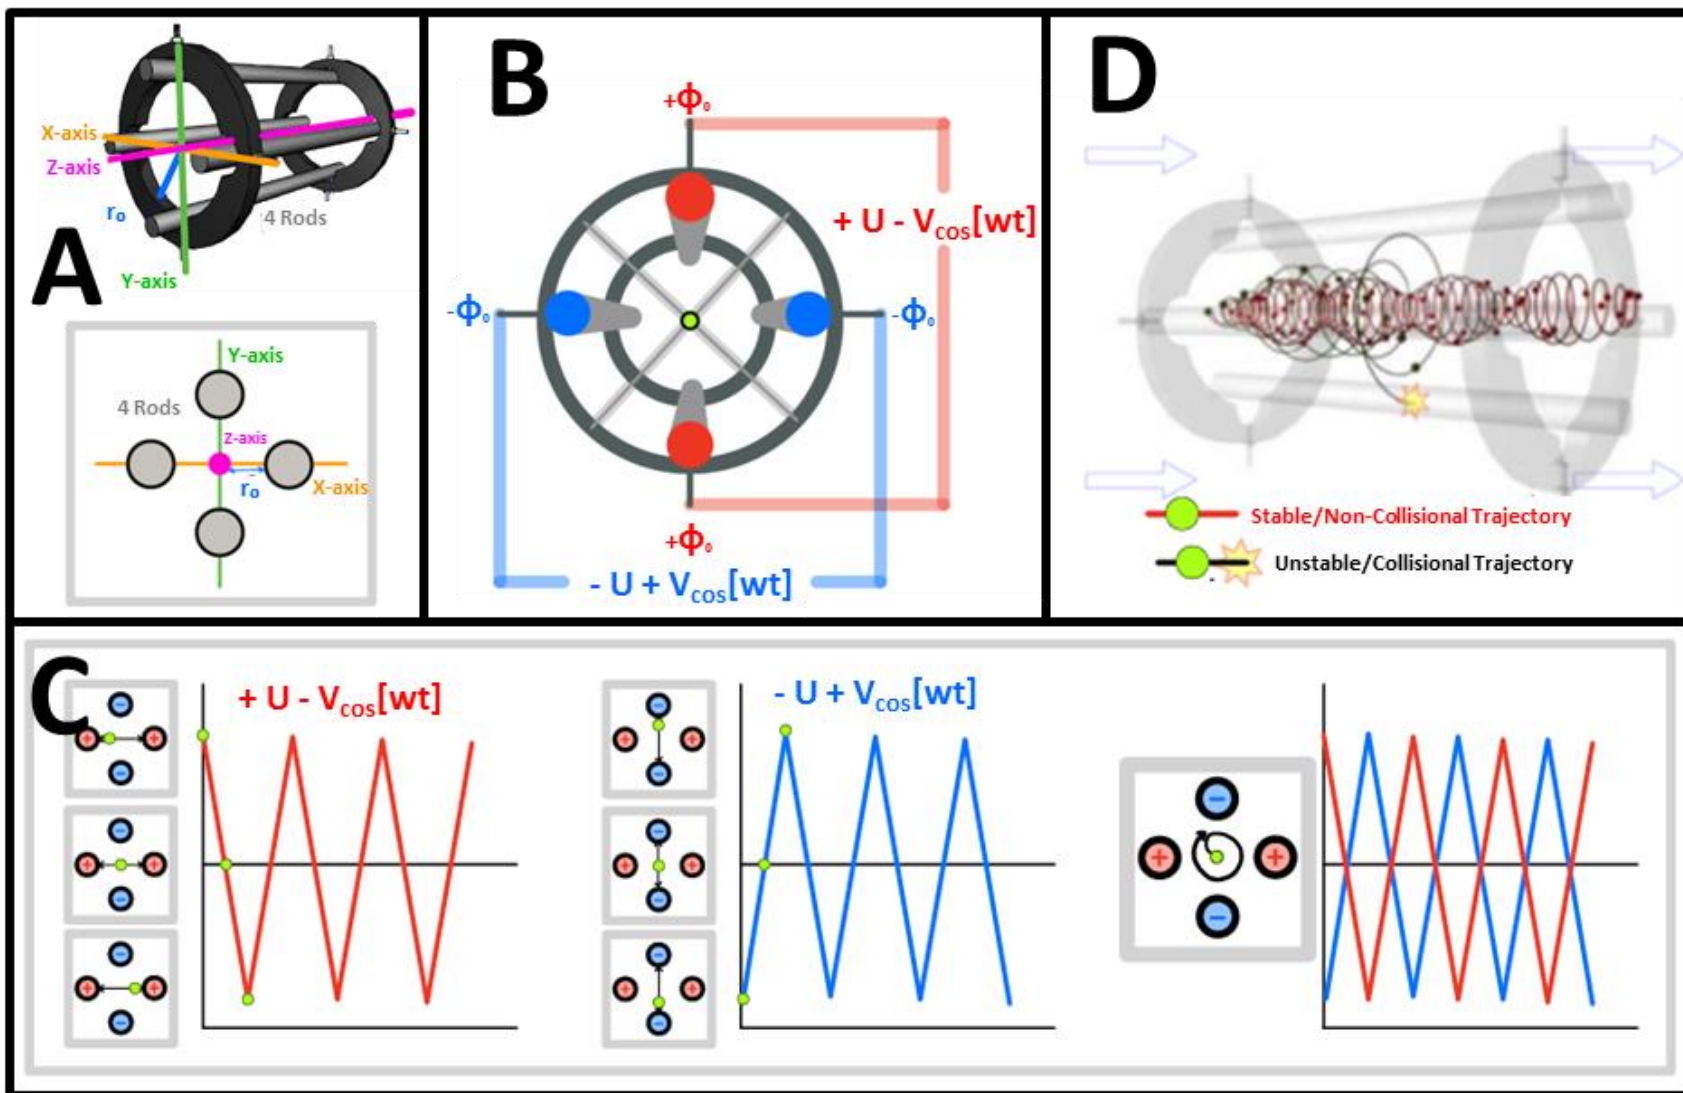 A
X-axis
Z-axis
r₀
4 Rods
Y-axis
Y-axis
4 Rods
Z-axis
r₀
X-axis
B
+Φ₀
+ U - Vcos[wt]
-Φ₀
-Φ₀
+Φ₀
- U + Vcos[wt]
D
Stable/Non-Collisional Trajectory
Unstable/Collisional Trajectory
C
+ U - Vcos[wt]
- U + Vcos[wt]
−
+ +
−
−
+ +
−
−
+ +
−
−
+ +
−
−
+ +
−
−
+ +
−
−
+ +
−